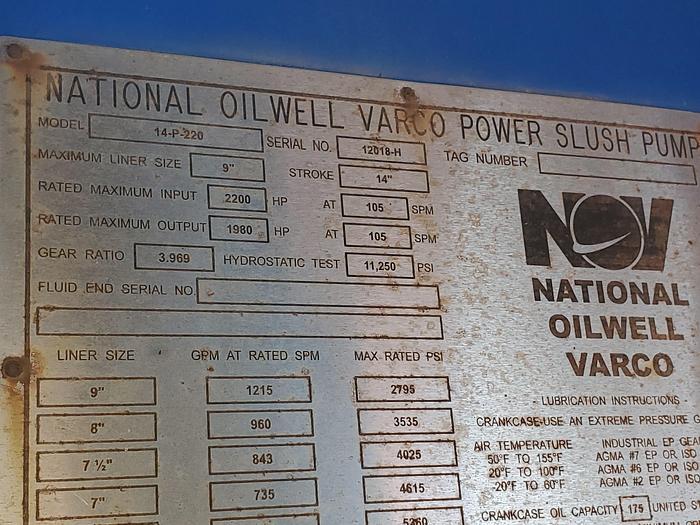 NATIONAL OILWELL VARCO POWER SLUSH PUMP
MODEL 14-P-220 SERIAL NO. 12018-H TAG NUMBER
MAXIMUM LINER SIZE 9" STROKE 14"
RATED MAXIMUM INPUT 2200 HP AT 105 SPM
RATED MAXIMUM OUTPUT 1980 HP AT 105 SPM
GEAR RATIO 3.969 HYDROSTATIC TEST 11,250 PSI
FLUID END SERIAL NO.
NOV
NATIONAL
OILWELL
VARCO
LINER SIZE GPM AT RATED SPM MAX RATED PSI
9" 1215 2795
8" 960 3535
7 ½" 843 4025
7" 735 4615
5260
LUBRICATION INSTRUCTIONS
CRANKCASE-USE AN EXTREME PRESSURE
AIR TEMPERATURE INDUSTRIAL EP GEA
50°F TO 155°F AGMA #7 EP OR ISO
20°F TO 100°F AGMA #6 EP OR ISO
-20°F TO 60°F AGMA #2 EP OR ISO
CRANKCASE OIL CAPACITY 175 UNITED S